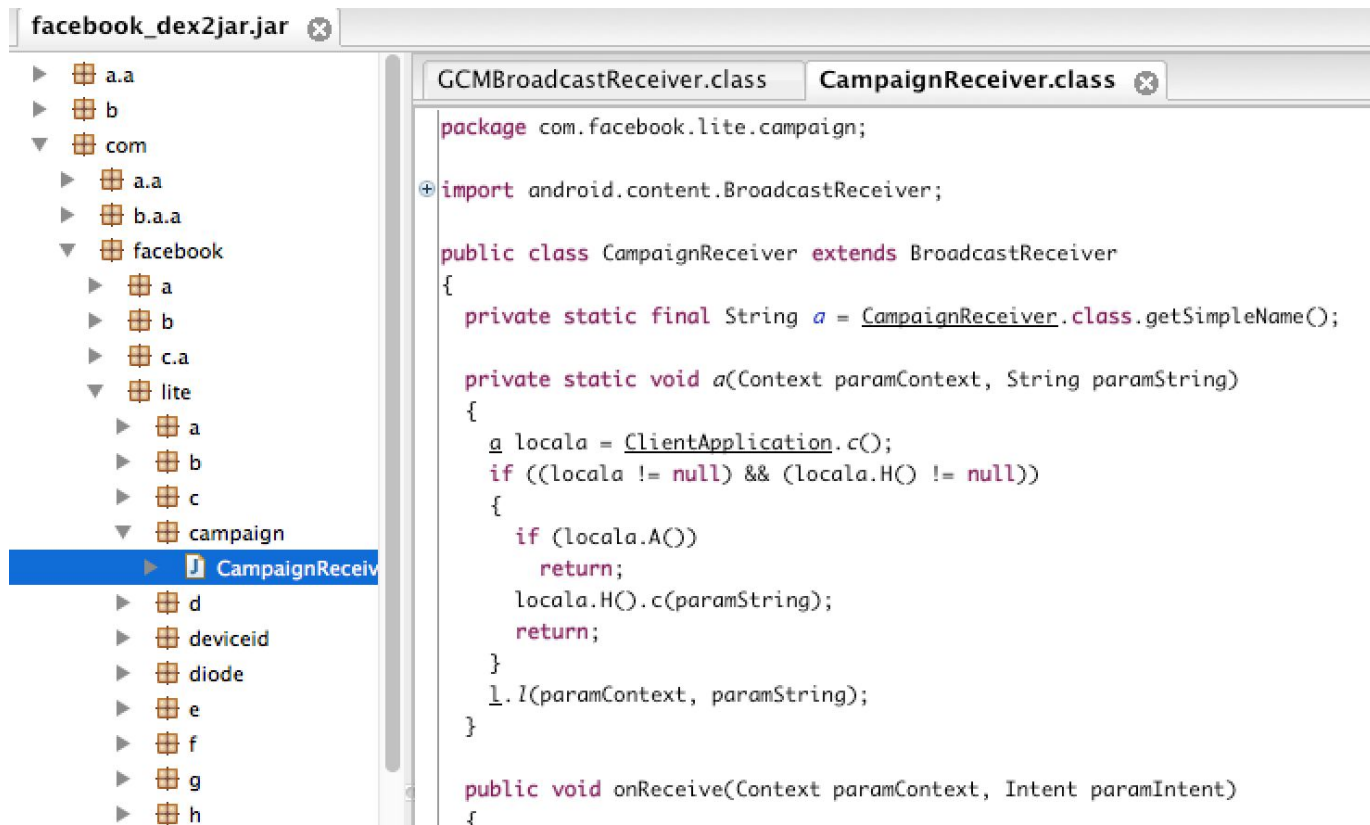 facebook_dex2jar.jar
a.a
b
com
a.a
b.a.a
facebook
a
b
c.a
lite
a
b
c
campaign
CampaignReceiv
d
deviceid
diode
e
f
g
h
GCMBroadcastReceiver.class
CampaignReceiver.class
package com.facebook.lite.campaign;
import android.content.BroadcastReceiver;
public class CampaignReceiver extends BroadcastReceiver
{
private static final String a = CampaignReceiver.class.getSimpleName();
private static void a(Context paramContext, String paramString)
{
a locala = ClientApplication.c();
if ((locala != null) && (locala.H() != null))
{
if (locala.A())
return;
locala.H().c(paramString);
return;
}
l.l(paramContext, paramString);
}
public void onReceive(Context paramContext, Intent paramIntent)
{